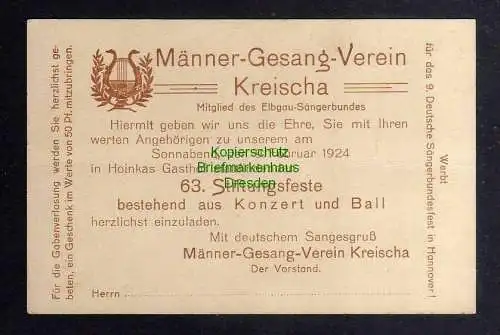 Männer-Gesang-Verein
Kreischa
Mitglied des Elbgau-Sängerbundes
Hiermit geben wir uns die Ehre, Sie mit Ihren
werten Angehörigen zu unserem am
Sonnabend, Februar 1924
in Hoinkas
63. Stiftungsfeste
bestehend aus Konzert und Ball
herzlichst einzuladen.
Mit deutschem Sangesgruß
Männer-Gesang-Verein Kreischa
Der Vorstand.
Herrn
Für die Gabenverlosung werden Sie herzlichst ge-
beten, ein Geschenk im Werte von 50 Pf. mitzubringen.
Werbt
für das 9. Deutsche Sängerbundesfest in Hannover!
Kopierschutz
Briefmarkenhaus
Dresden